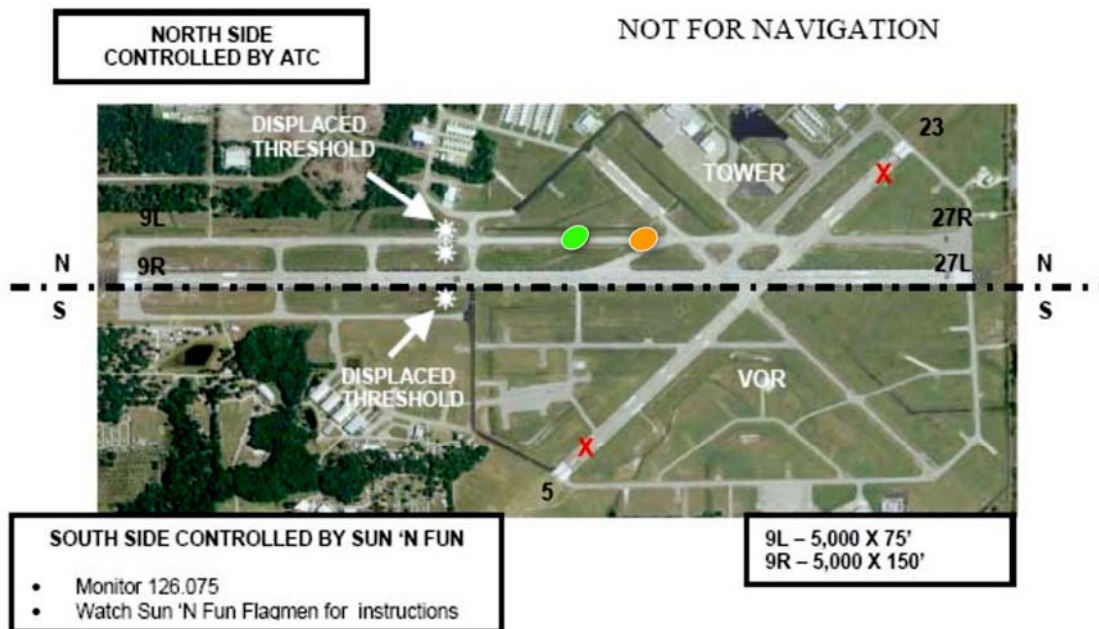 NORTH SIDE
CONTROLLED BY ATC
NOT FOR NAVIGATION
DISPLACED
THRESHOLD
23
TOWER
X
9L
27R
N
9R
27L
N
S
S
DISPLACED
THRESHOLD
VOR
X
5
SOUTH SIDE CONTROLLED BY SUN ‘N FUN
• Monitor 126.075
• Watch Sun ‘N Fun Flagmen for instructions
9L – 5,000 X 75’
9R – 5,000 X 150’